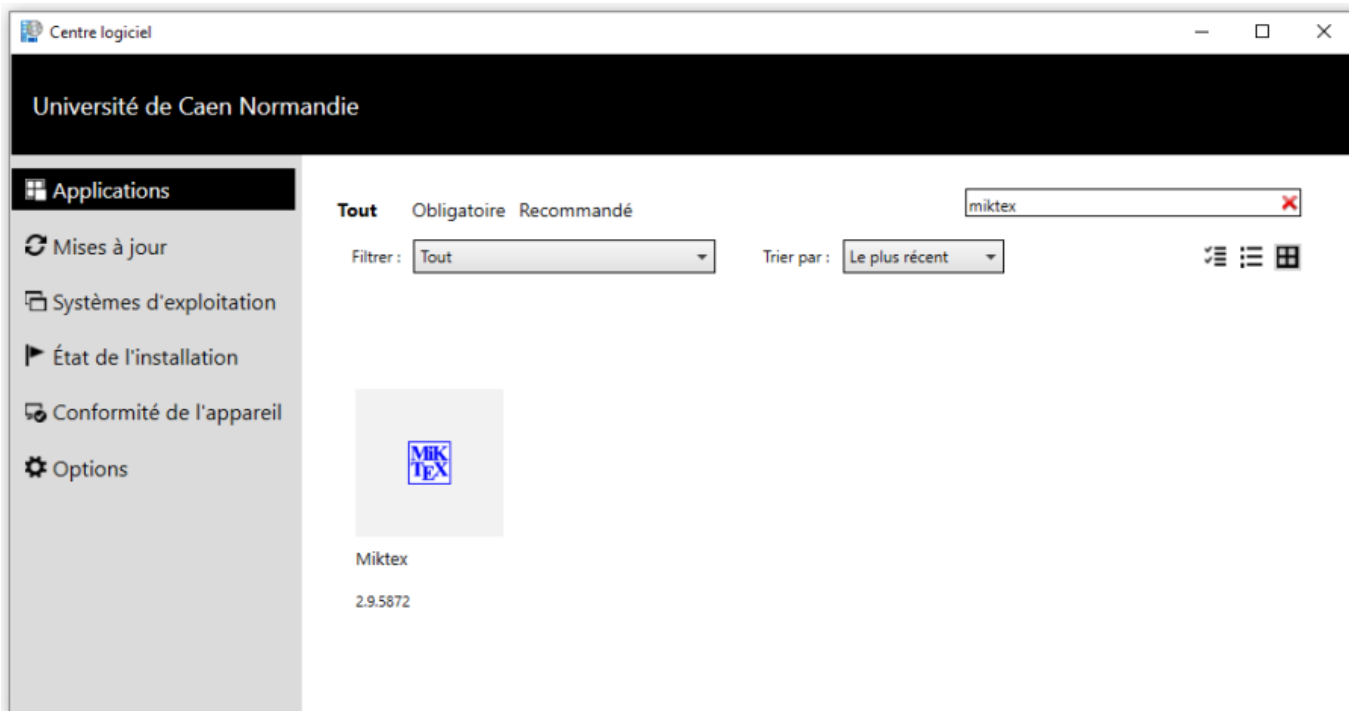 Centre logiciel
Université de Caen Normandie
Applications
Mises à jour
Systèmes d'exploitation
État de l'installation
Conformité de l'appareil
Options
Tout Obligatoire Recommandé
miktex
Filtrer : Tout
Trier par : Le plus récent
MiK
TEX
Miktex
2.9.5872